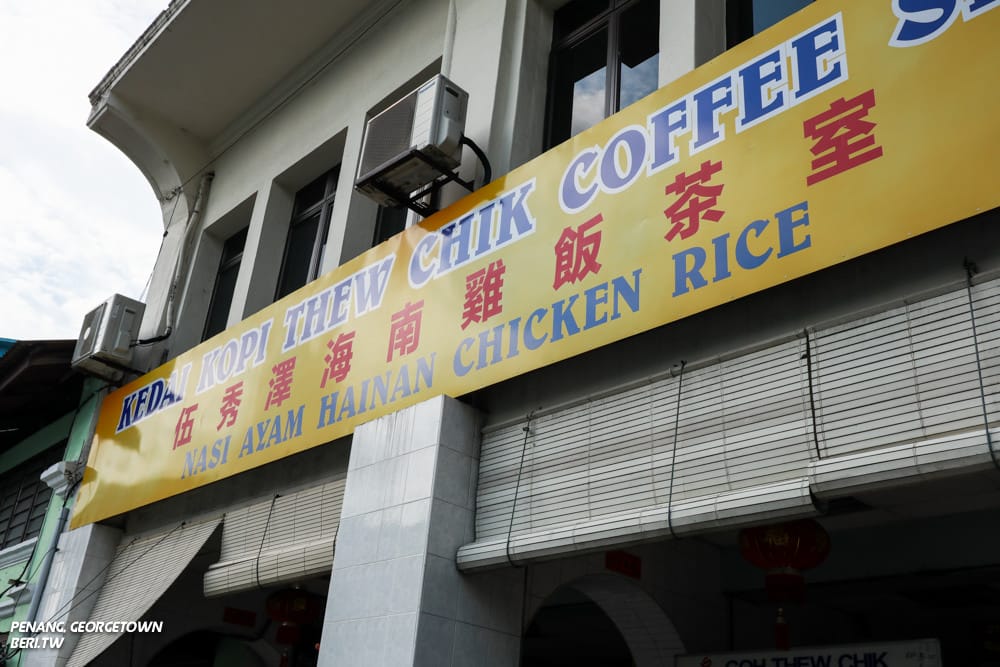 KEDAI KOPI THEW CHIK COFFEE
伍秀澤海南雞飯茶室
NASI AYAM HAINAN CHICKEN RICE
GOH THEW CHIK
PENANG. GEORGETOWN
BERI.TW